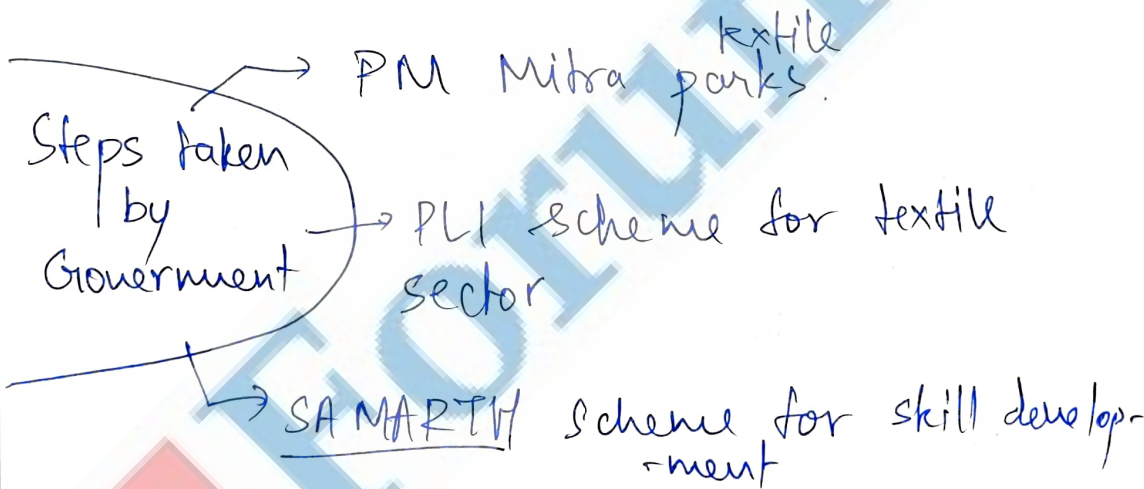 textile
PM Mitra parks.
Steps taken
by
Government
PLI scheme for textile
sector
SAMARTH scheme for skill develop-
-ment
Forum